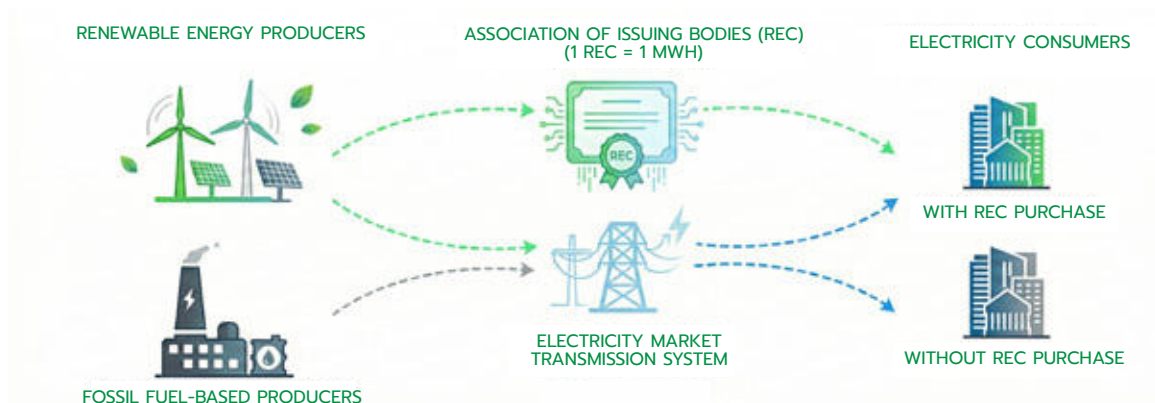 RENEWABLE ENERGY PRODUCERS
ASSOCIATION OF ISSUING BODIES (REC)
(1 REC = 1 MWH)
ELECTRICITY CONSUMERS
REC
WITH REC PURCHASE
ELECTRICITY MARKET
TRANSMISSION SYSTEM
WITHOUT REC PURCHASE
FOSSIL FUEL-BASED PRODUCERS